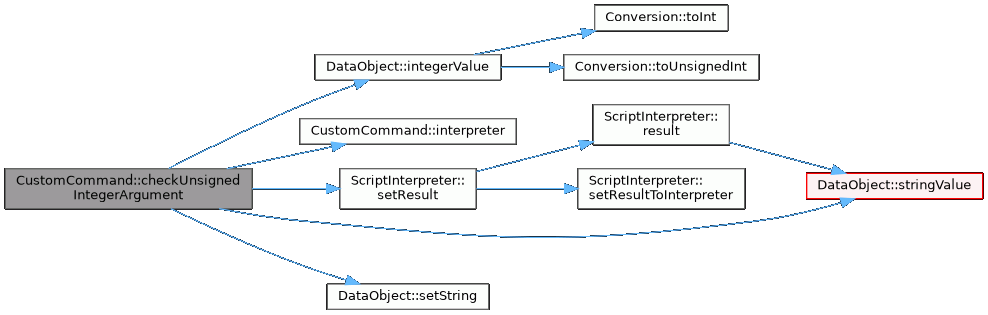 Conversion::toInt
DataObject::integerValue
Conversion::toUnsignedInt
CustomCommand::interpreter
ScriptInterpreter::
result
CustomCommand::checkUnsigned
IntegerArgument
ScriptInterpreter::
setResult
ScriptInterpreter::
setResultToInterpreter
DataObject::stringValue
DataObject::setString